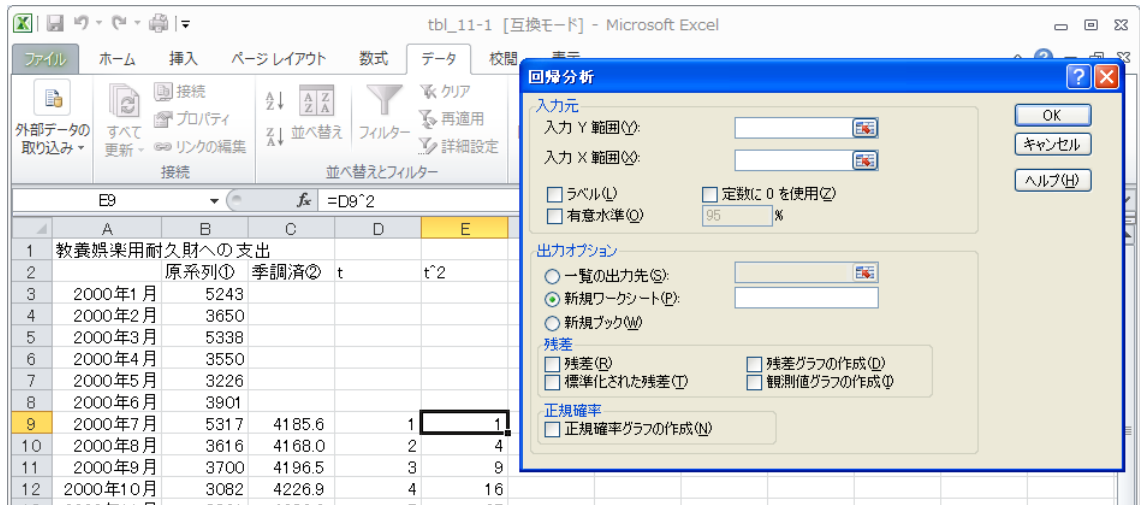 tbl_11-1 [互換モード] - Microsoft Excel
ファイル ホーム 挿入 ページ レイアウト 数式 データ 校閲
外部データの
取り込み
すべて
更新
接続
プロパティ
リンクの編集
接続
並べ替え
フィルター
クリア
再適用
詳細設定
並べ替えとフィルター
E9 fx =D9^2
A B C D E
1 教養娯楽用耐久財への支出
2 原系列① 季調済② t t^2
3 2000年1月 5243
4 2000年2月 3650
5 2000年3月 5338
6 2000年4月 3550
7 2000年5月 3226
8 2000年6月 3901
9 2000年7月 5317 4185.6 1 1
10 2000年8月 3616 4168.0 2 4
11 2000年9月 3700 4196.5 3 9
12 2000年10月 3082 4226.9 4 16
回帰分析
入力元
入力 Y 範囲(Y):
入力 X 範囲(X):
ラベル(L) 定数に 0 を使用(Z)
有意水準(O) 95 %
OK
キャンセル
ヘルプ(H)
出力オプション
一覧の出力先(S):
新規ワークシート(P):
新規ブック(W)
残差
残差(R) 残差グラフの作成(D)
標準化された残差(T) 観測値グラフの作成(I)
正規確率
正規確率グラフの作成(N)